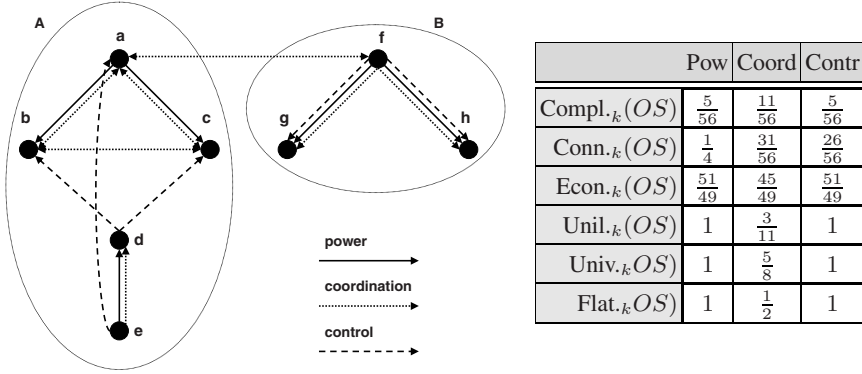 A
B
a
f
b
c
g
h
d
e
power
coordination
control
Pow Coord Contr
Compl.ₖ(OS) 5/56 11/56 5/56
Conn.ₖ(OS) 1/4 31/56 26/56
Econ.ₖ(OS) 51/49 45/49 51/49
Unil.ₖ(OS) 1 3/11 1
Univ.ₖOS) 1 5/8 1
Flat.ₖOS) 1 1/2 1